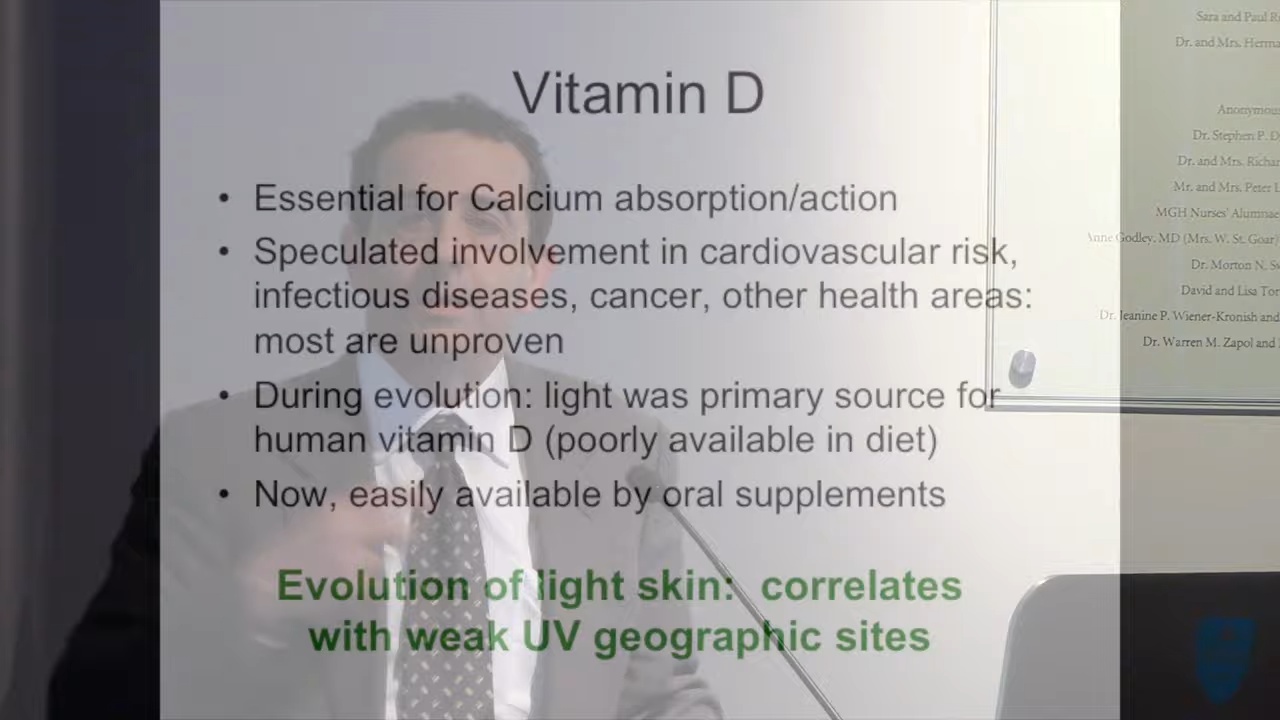 Vitamin D
• Essential for Calcium absorption/action
• Speculated involvement in cardiovascular risk,
infectious diseases, cancer, other health areas:
most are unproven
• During evolution: light was primary source for
human vitamin D (poorly available in diet)
• Now, easily available by oral supplements
Evolution of light skin: correlates
with weak UV geographic sites
Sara and Paul
Dr. and Mrs.
Anonymous
Dr. Stephen P.
Dr. and Mrs.
Mr. and Mrs. Peter
MGH Nurses' Alumnae
Anne Godley, MD (Mrs. W. St. Goar)
Dr. Morton N.
David and Lisa
Dr. Jeanine P. Wiener-Kronish and
Dr. Warren M. Zapol and